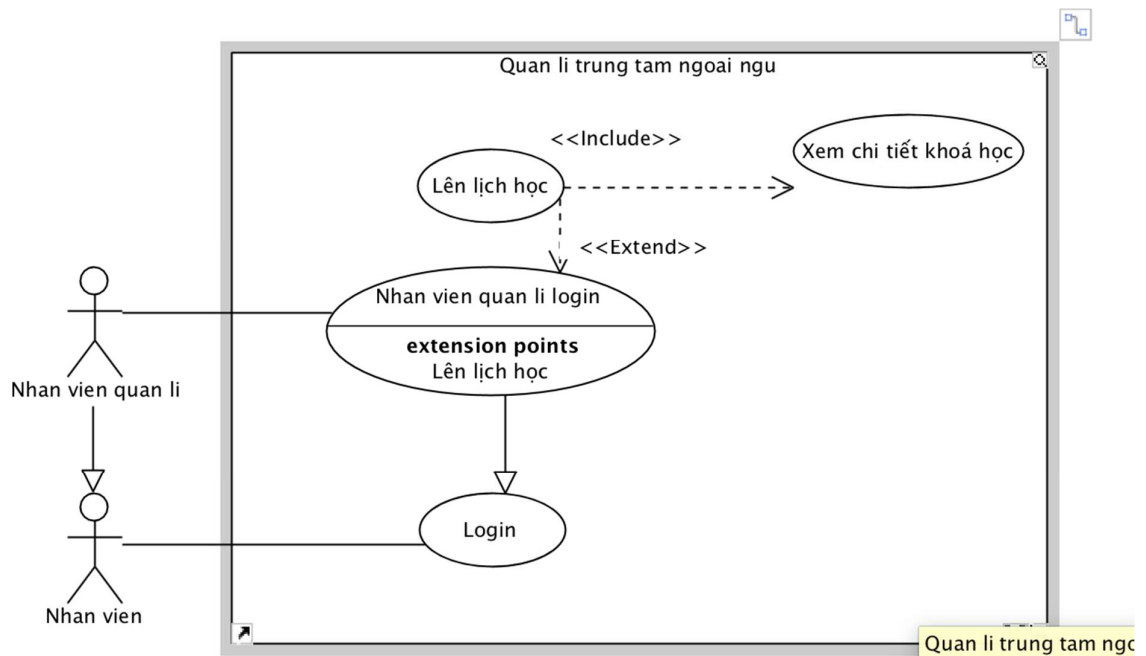 Quan li trung tam ngoai ngu
<<Include>>
Xem chi tiết khoá học
Lên lịch học
<<Extend>>
Nhan vien quan li login
extension points
Lên lịch học
Nhan vien quan li
Login
Nhan vien
Quan li trung tam ngo